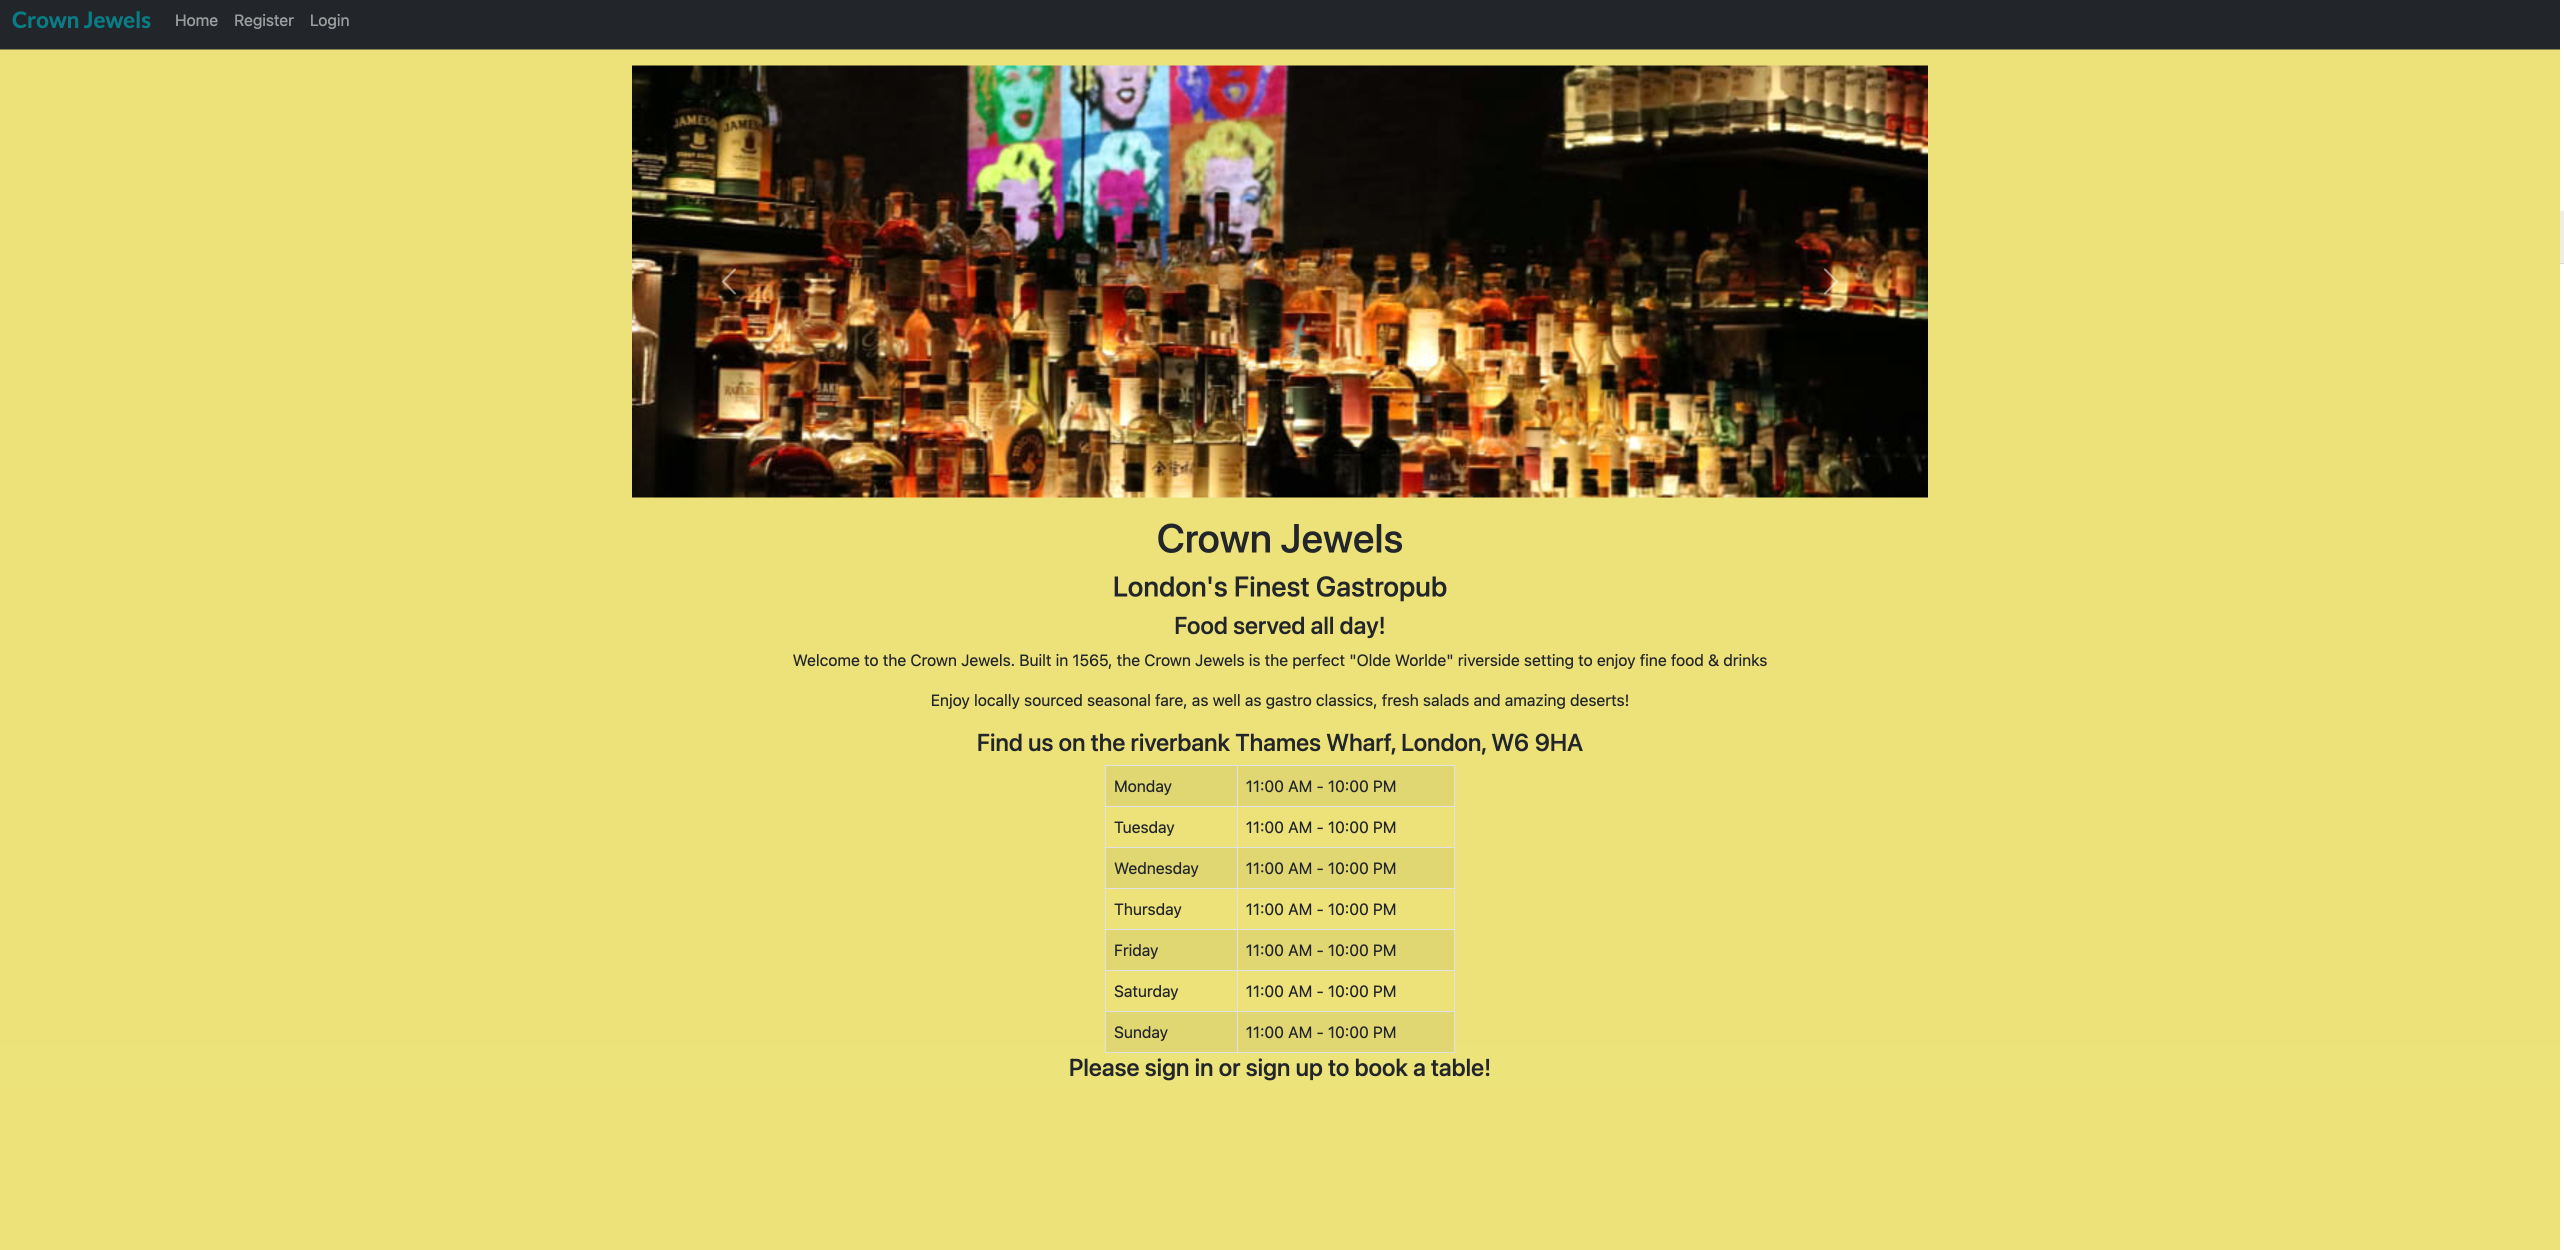 Crown Jewels Home Register Login
JAMES JAMES
Crown Jewels
London's Finest Gastropub
Food served all day!
Welcome to the Crown Jewels. Built in 1565, the Crown Jewels is the perfect "Olde Worlde" riverside setting to enjoy fine food & drinks
Enjoy locally sourced seasonal fare, as well as gastro classics, fresh salads and amazing deserts!
Find us on the riverbank Thames Wharf, London, W6 9HA
Monday 11:00 AM - 10:00 PM
Tuesday 11:00 AM - 10:00 PM
Wednesday 11:00 AM - 10:00 PM
Thursday 11:00 AM - 10:00 PM
Friday 11:00 AM - 10:00 PM
Saturday 11:00 AM - 10:00 PM
Sunday 11:00 AM - 10:00 PM
Please sign in or sign up to book a table!